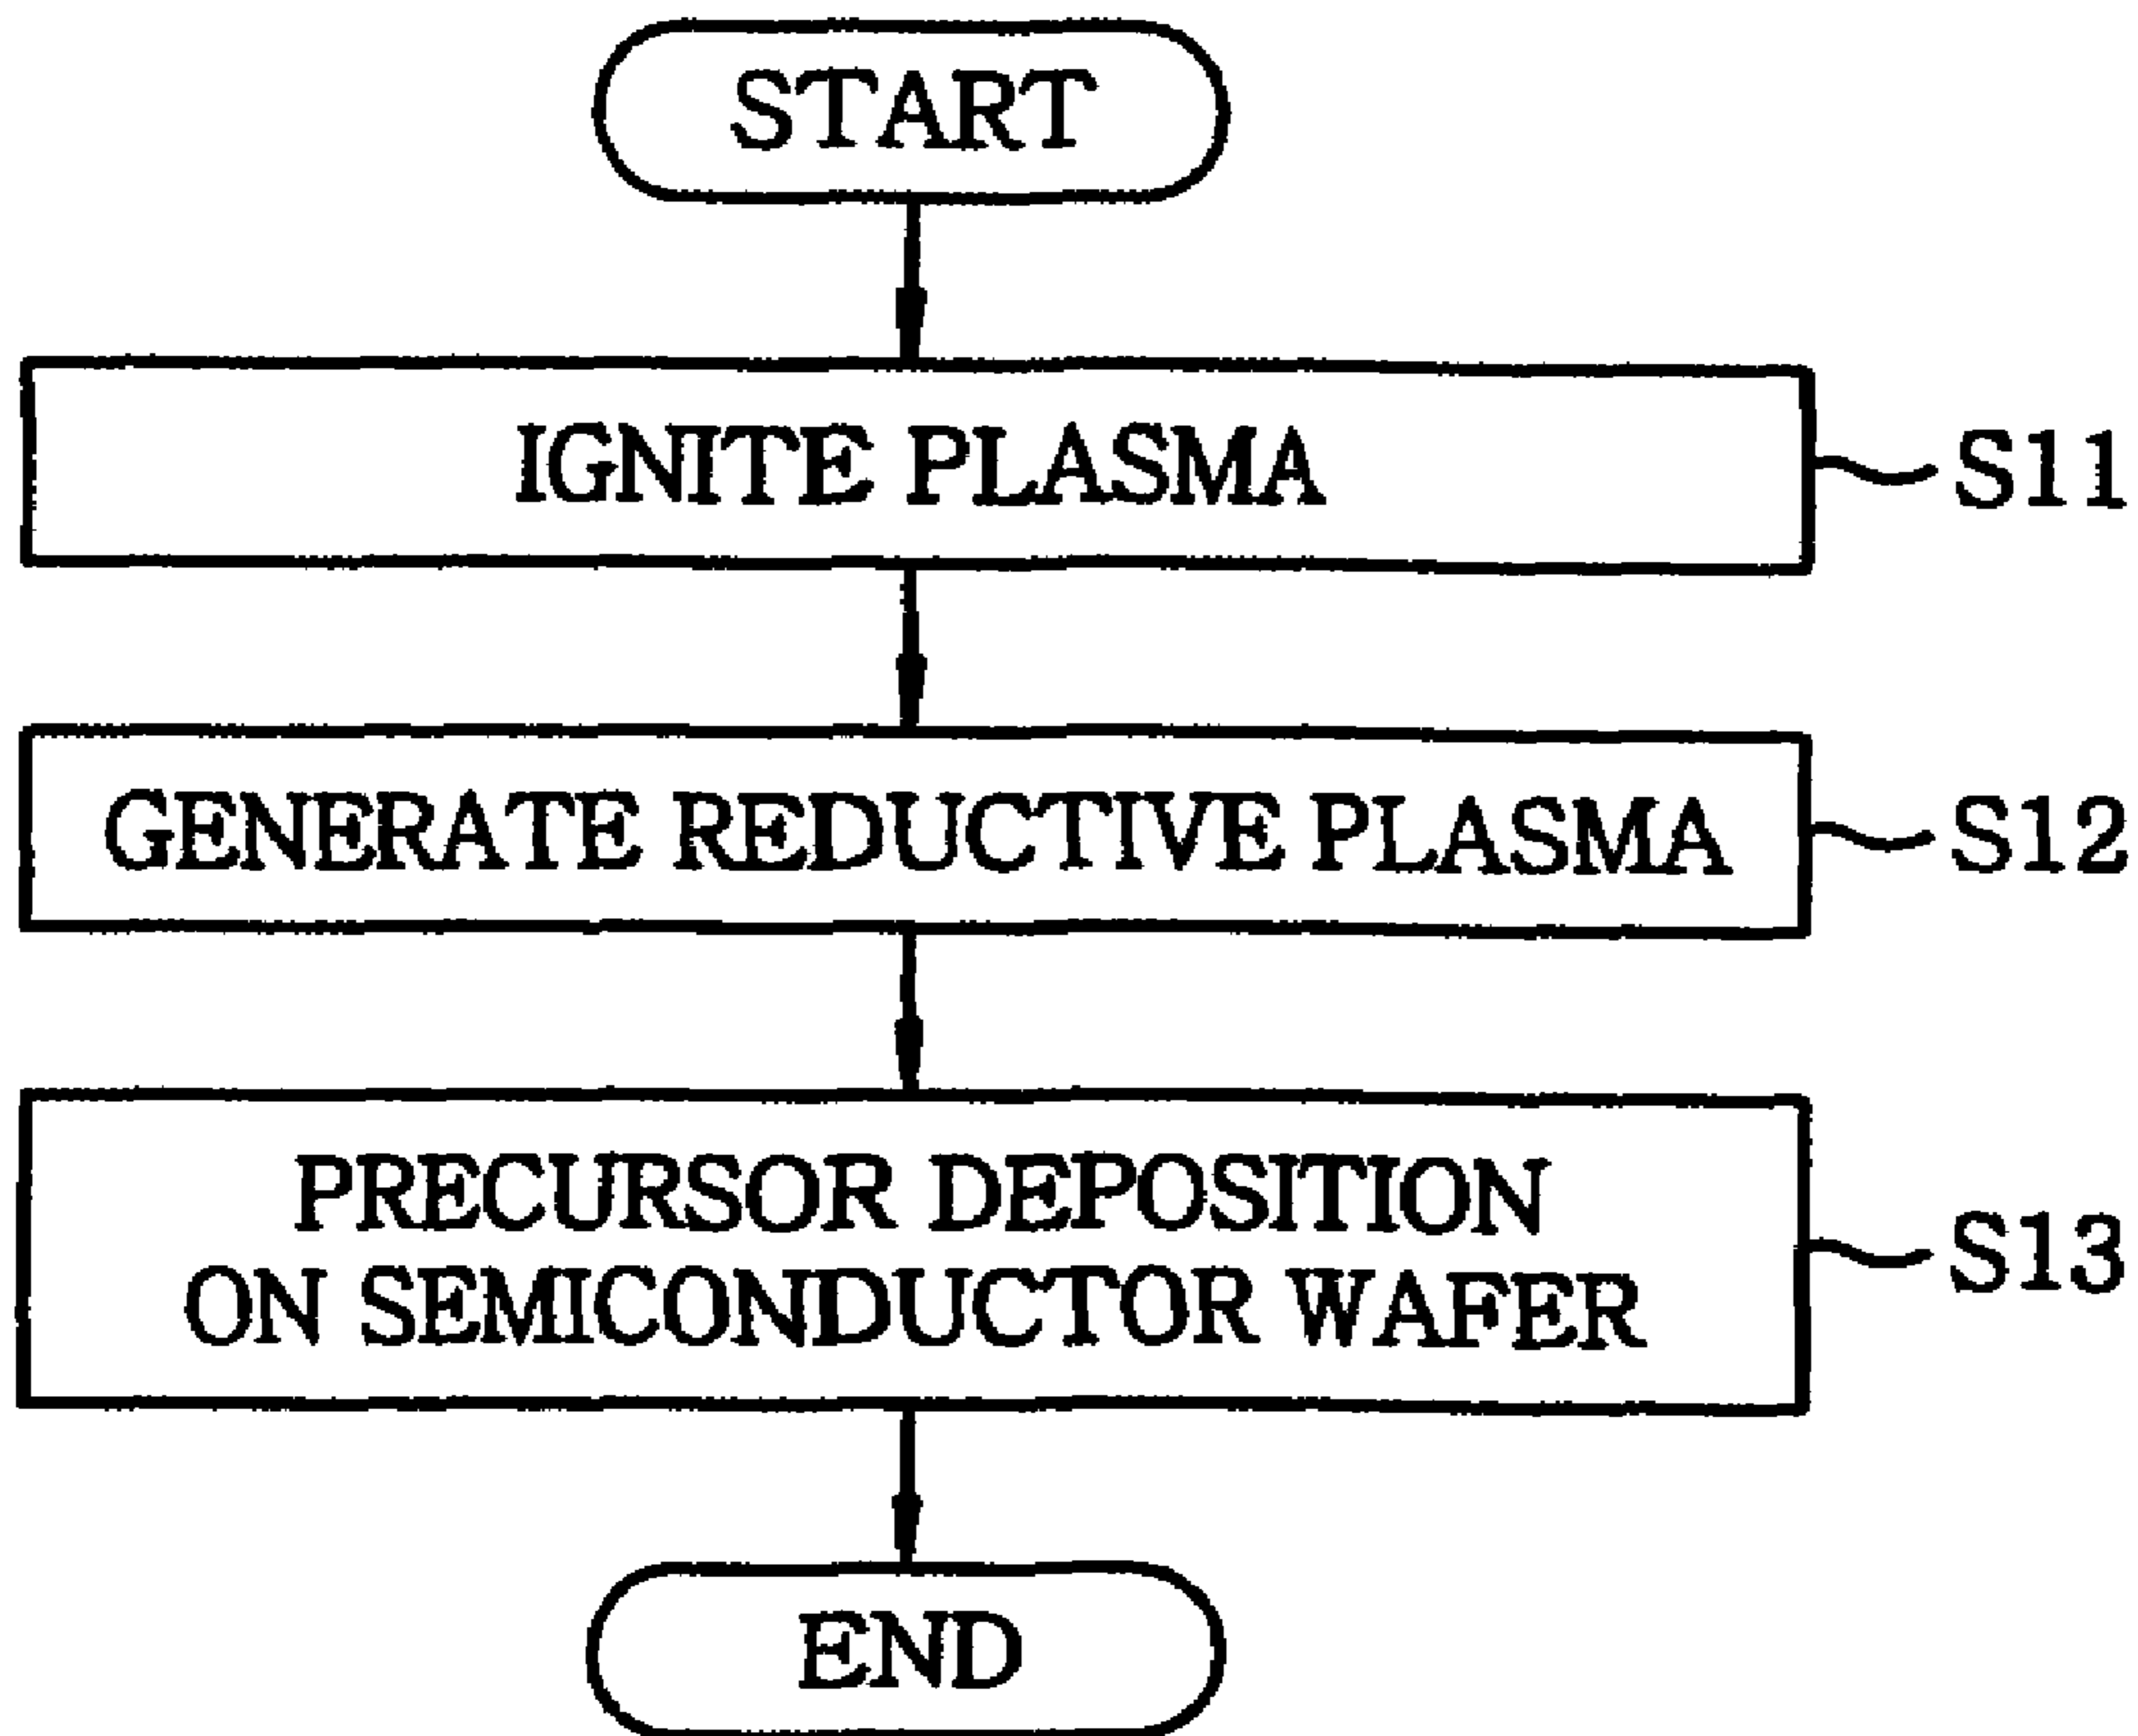 START
IGNITE PLASMA
S11
GENERATE REDUCTIVE PLASMA
S12
PRECURSOR DEPOSITION
ON SEMICONDUCTOR WAFER
S13
END